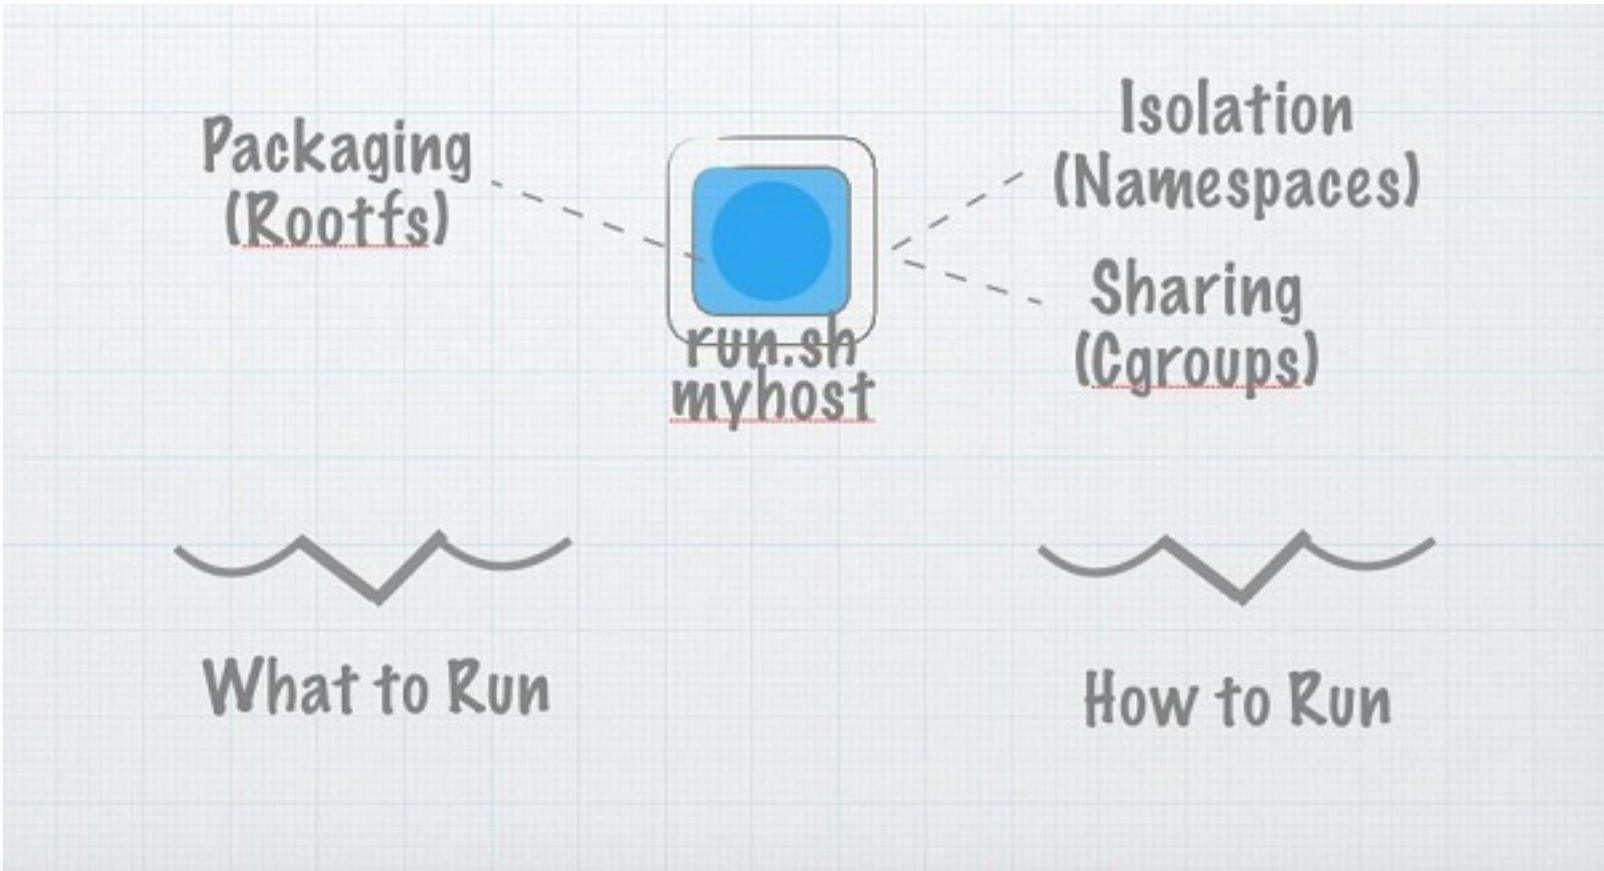 Packaging
(Rootfs)
run.sh
myhost
Isolation
(Namespaces)
Sharing
(Cgroups)
What to Run
How to Run